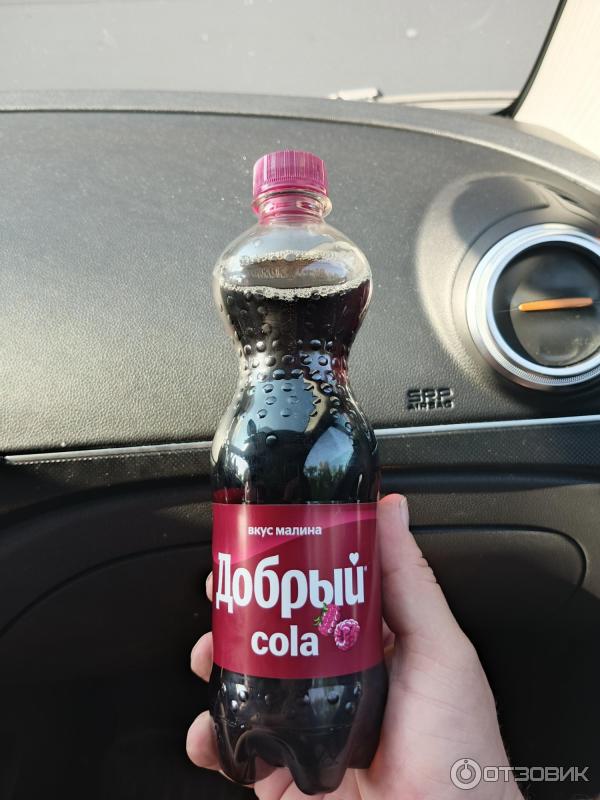 SRS
AIRBAG
вкус малина
Добрый®
cola
ОТЗОВИК